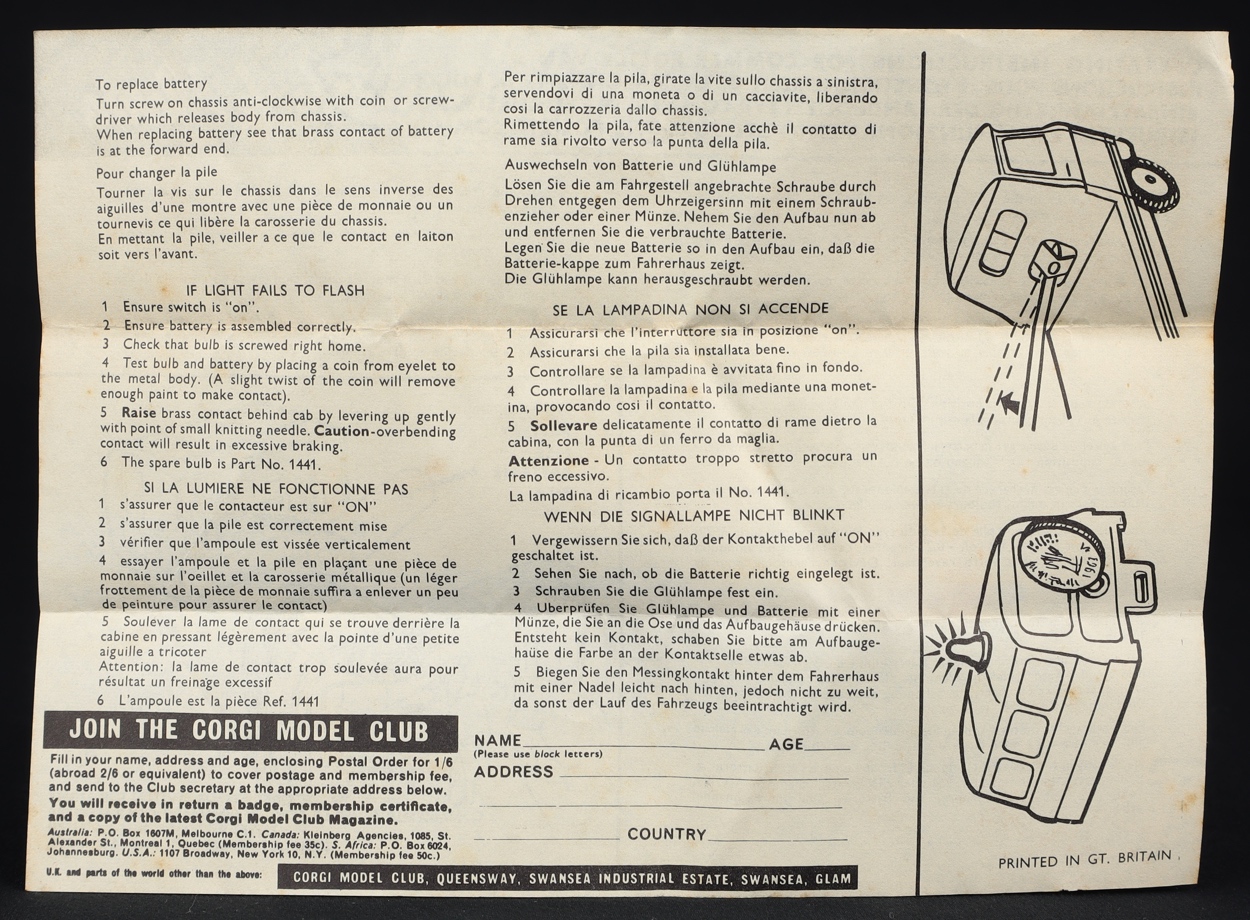 To replace battery
Turn screw on chassis anti-clockwise with coin or screw-
driver which releases body from chassis.
When replacing battery see that brass contact of battery
is at the forward end.
Pour changer la pile
Tourner la vis sur le chassis dans le sens inverse des
aiguilles d'une montre avec une pièce de monnaie ou un
tournevis ce qui libère la carosserie du chassis.
En mettant la pile, veiller a ce que le contact en laiton
soit vers l'avant.
IF LIGHT FAILS TO FLASH
1 Ensure switch is "on".
2 Ensure battery is assembled correctly.
3 Check that bulb is screwed right home.
4 Test bulb and battery by placing a coin from eyelet to
the metal body. (A slight twist of the coin will remove
enough paint to make contact).
5 Raise brass contact behind cab by levering up gently
with point of small knitting needle. Caution-overbending
contact will result in excessive braking.
6 The spare bulb is Part No. 1441.
SI LA LUMIERE NE FONCTIONNE PAS
1 s'assurer que le contacteur est sur "ON"
2 s'assurer que la pile est correctement mise
3 vérifier que l'ampoule est vissée verticalement
4 essayer l'ampoule et la pile en plaçant une pièce de
monnaie sur l'oeillet et la carosserie métallique (un léger
frottement de la pièce de monnaie suffira a enlever un peu
de peinture pour assurer le contact)
5 Soulever la lame de contact qui se trouve derrière la
cabine en pressant légèrement avec la pointe d'une petite
aiguille a tricoter
Attention: la lame de contact trop soulevée aura pour
résultat un freinage excessif
6 L'ampoule est la pièce Ref. 1441
Per rimpiazzare la pila, girate la vite sullo chassis a sinistra,
servendovi di una moneta o di un cacciavite, liberando
cosi la carrozzeria dallo chassis.
Rimettendo la pila, fate attenzione acchè il contatto di
rame sia rivolto verso la punta della pila.
Auswechseln von Batterie und Glühlampe
Lösen Sie die am Fahrgestell angebrachte Schraube durch
Drehen entgegen dem Uhrzeigersinn mit einem Schraub-
enzieher oder einer Münze. Nehem Sie den Aufbau nun ab
und entfernen Sie die verbrauchte Batterie.
Legen Sie die neue Batterie so in den Aufbau ein, daß die
Batterie-kappe zum Fahrerhaus zeigt.
Die Glühlampe kann herausgeschraubt werden.
SE LA LAMPADINA NON SI ACCENDE
1 Assicurarsi che l'interruttore sia in posizione "on".
2 Assicurarsi che la pila sia installata bene.
3 Controllare se la lampadina è avvitata fino in fondo.
4 Controllare la lampadina e la pila mediante una monet-
ina, provocando cosi il contatto.
5 Sollevare delicatamente il contatto di rame dietro la
cabina, con la punta di un ferro da maglia.
Attenzione - Un contatto troppo stretto procura un
freno eccessivo.
La lampadina di ricambio porta il No. 1441.
WENN DIE SIGNALLAMPE NICHT BLINKT
1 Vergewissern Sie sich, daß der Kontakthebel auf "ON"
geschaltet ist.
2 Sehen Sie nach, ob die Batterie richtig eingelegt ist.
3 Schrauben Sie die Glühlampe fest ein.
4 Uberprüfen Sie Glühlampe und Batterie mit einer
Münze, die Sie an die Ose und das Aufbaugehäuse drücken.
Entsteht kein Kontakt, schaben Sie bitte am Aufbauge-
haüse die Farbe an der Kontaktselle etwas ab.
5 Biegen Sie den Messingkontakt hinter dem Fahrerhaus
mit einer Nadel leicht nach hinten, jedoch nicht zu weit,
da sonst der Lauf des Fahrzeugs beeintrachtigt wird.
JOIN THE CORGI MODEL CLUB
Fill in your name, address and age, enclosing Postal Order for 1/6
(abroad 2/6 or equivalent) to cover postage and membership fee,
and send to the Club secretary at the appropriate address below.
You will receive in return a badge, membership certificate,
and a copy of the latest Corgi Model Club Magazine.
Australia: P.O. Box 1607M, Melbourne C.1. Canada: Kleinberg Agencies, 1085, St.
Alexander St., Montreal 1, Quebec (Membership fee 35c). S. Africa: P.O. Box 6024,
Johannesburg. U.S.A.: 1107 Broadway, New York 10, N.Y. (Membership fee 50c.)
U.K. and parts of the world other than the above:
CORGI MODEL CLUB, QUEENSWAY, SWANSEA INDUSTRIAL ESTATE, SWANSEA, GLAM
NAME AGE
(Please use block letters)
ADDRESS
COUNTRY
1963
PRINTED IN GT. BRITAIN